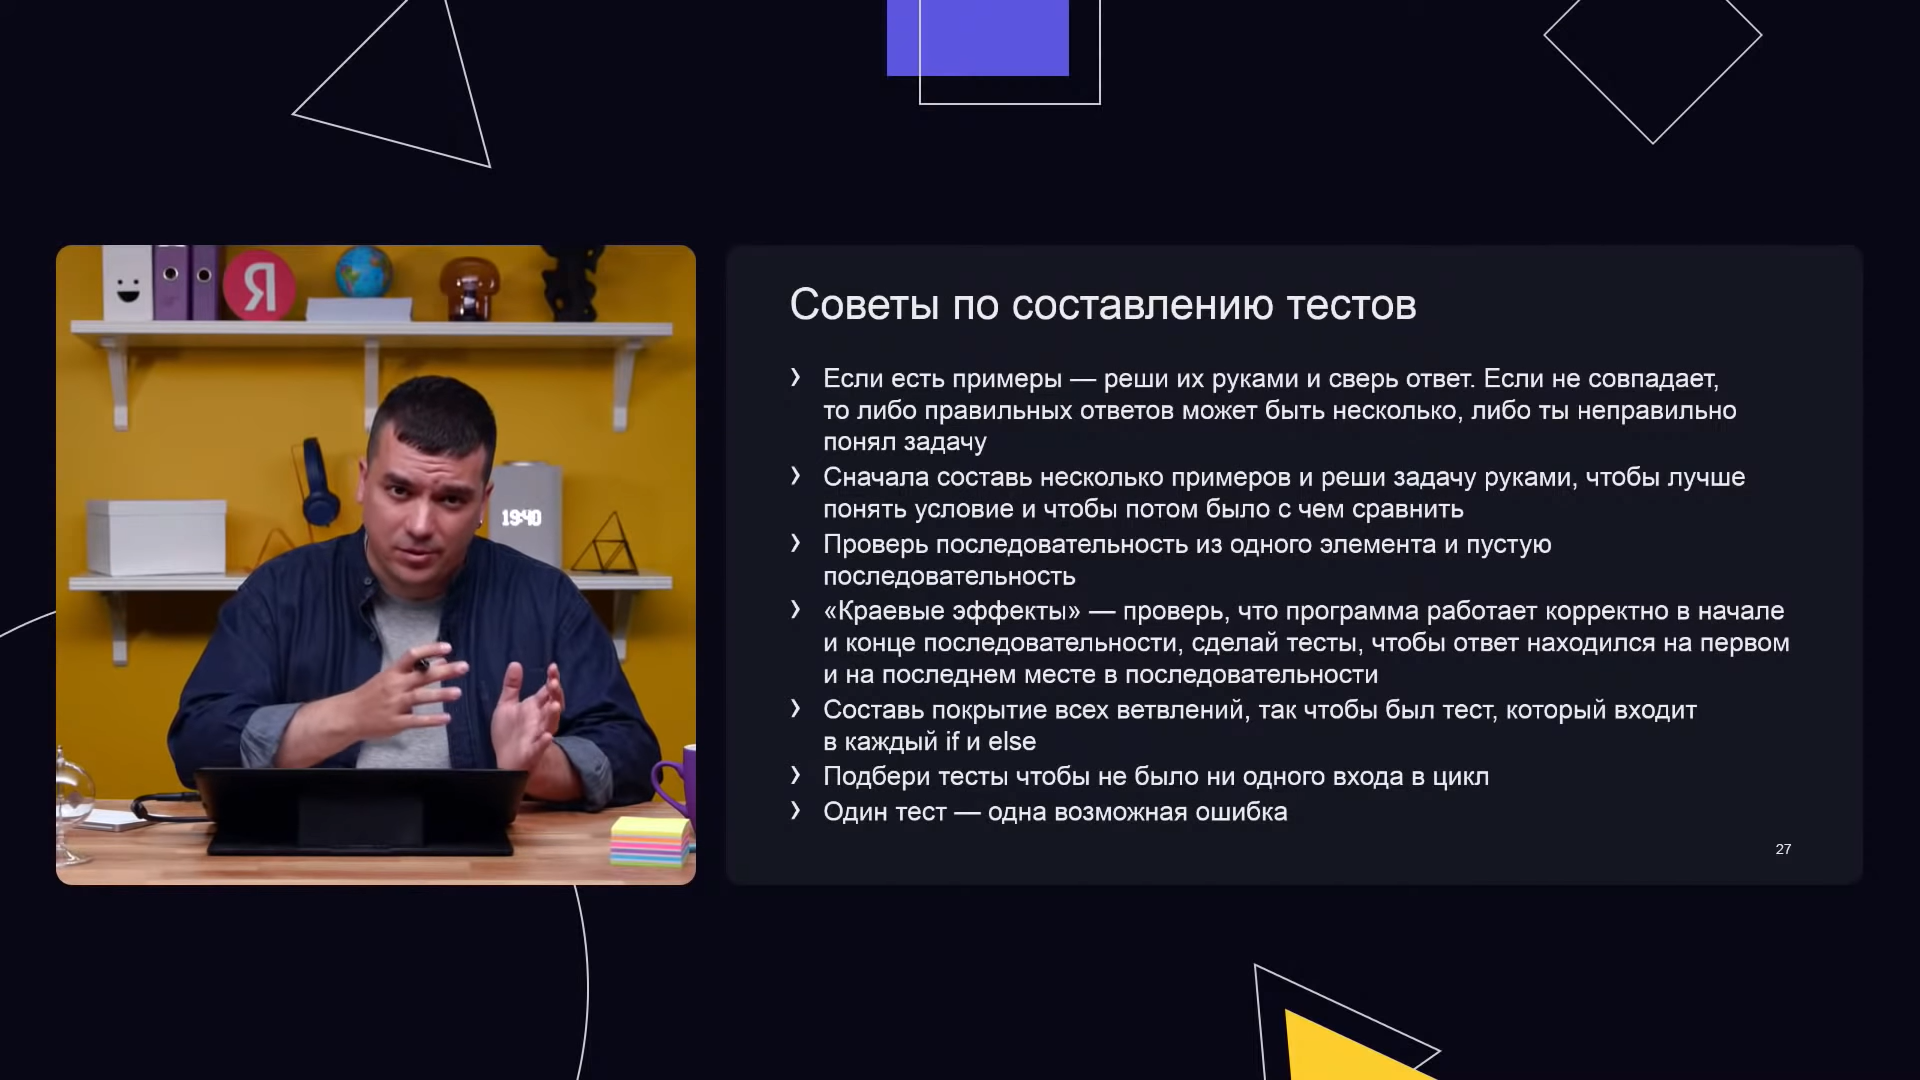 Я
19:40
Советы по составлению тестов
Если есть примеры — реши их руками и сверь ответ. Если не совпадает,
то либо правильных ответов может быть несколько, либо ты неправильно
понял задачу
Сначала составь несколько примеров и реши задачу руками, чтобы лучше
понять условие и чтобы потом было с чем сравнить
Проверь последовательность из одного элемента и пустую
последовательность
«Краевые эффекты» — проверь, что программа работает корректно в начале
и конце последовательности, сделай тесты, чтобы ответ находился на первом
и на последнем месте в последовательности
Составь покрытие всех ветвлений, так чтобы был тест, который входит
в каждый if и else
Подбери тесты чтобы не было ни одного входа в цикл
Один тест — одна возможная ошибка
27